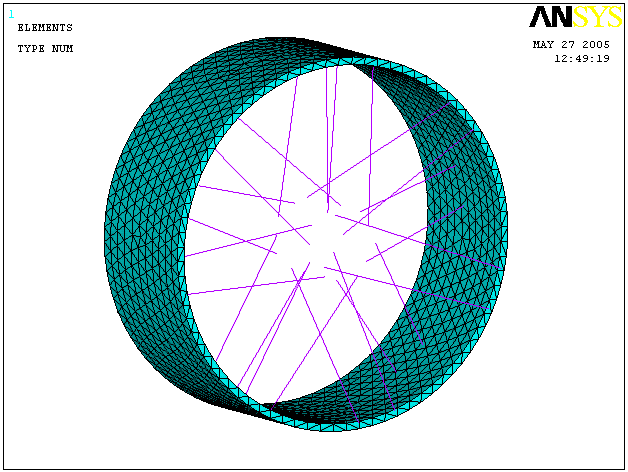 1
ELEMENTS
TYPE NUM
ANSYS
MAY 27 2005
12:49:19